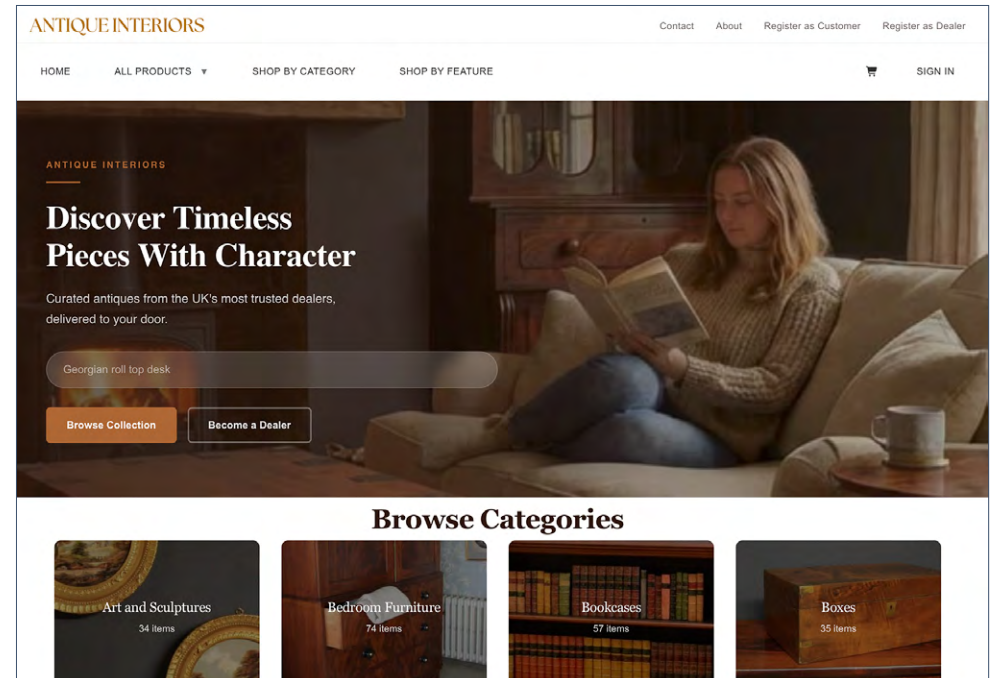 ANTIQUE INTERIORS
Contact About Register as Customer Register as Dealer
HOME ALL PRODUCTS ▼ SHOP BY CATEGORY SHOP BY FEATURE SIGN IN
ANTIQUE INTERIORS
Discover Timeless
Pieces With Character
Curated antiques from the UK's most trusted dealers,
delivered to your door.
Georgian roll top desk
Browse Collection Become a Dealer
Browse Categories
Art and Sculptures Bedroom Furniture Bookcases Boxes
34 items 74 items 57 items 35 items